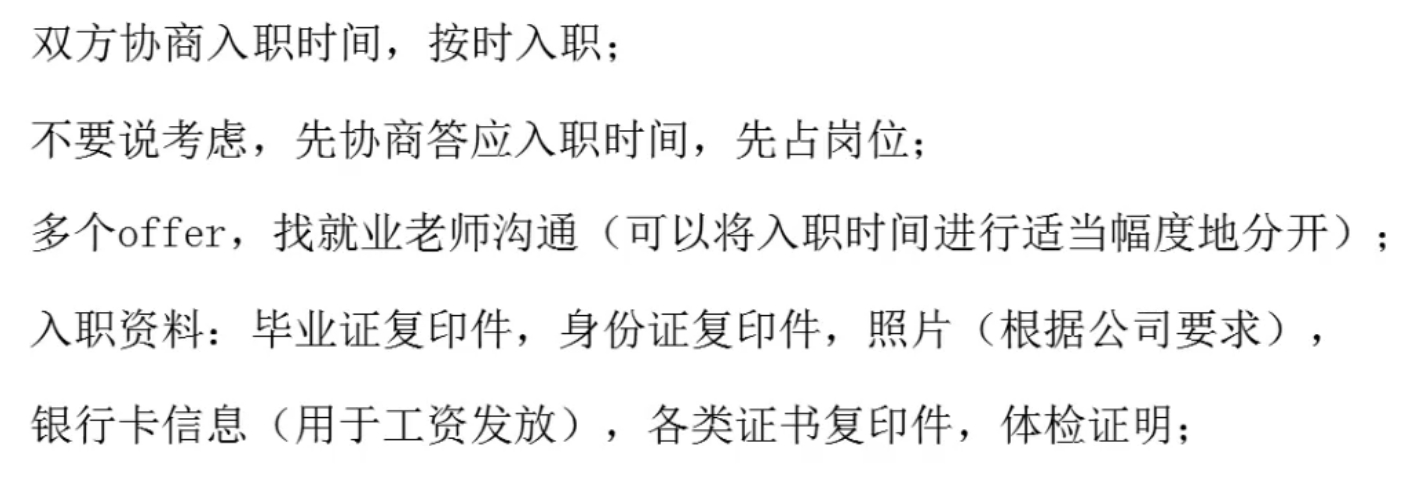 双方协商入职时间，按时入职；
不要说考虑，先协商答应入职时间，先占岗位；
多个offer，找就业老师沟通（可以将入职时间进行适当幅度地分开）；
入职资料：毕业证复印件，身份证复印件，照片（根据公司要求），
银行卡信息（用于工资发放），各类证书复印件，体检证明；